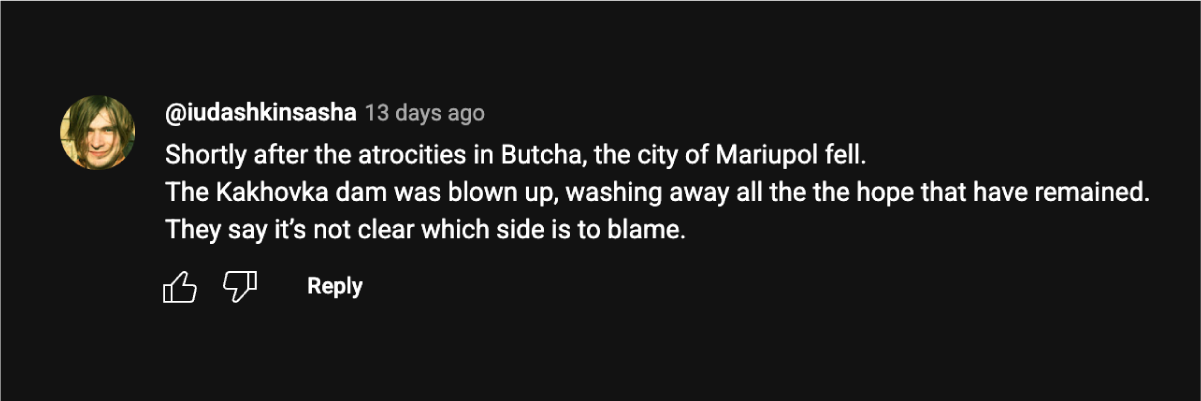 @iudashkinsasha 13 days ago
Shortly after the atrocities in Butcha, the city of Mariupol fell.
The Kakhovka dam was blown up, washing away all the the hope that have remained.
They say it’s not clear which side is to blame.
Reply